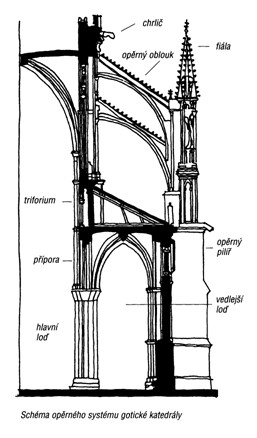 chrlič
opěrný oblouk
fiála
triforium
opěrný
pilíř
přípora
vedlejší
loď
hlavní
loď
Schéma opěrného systému gotické katedrály